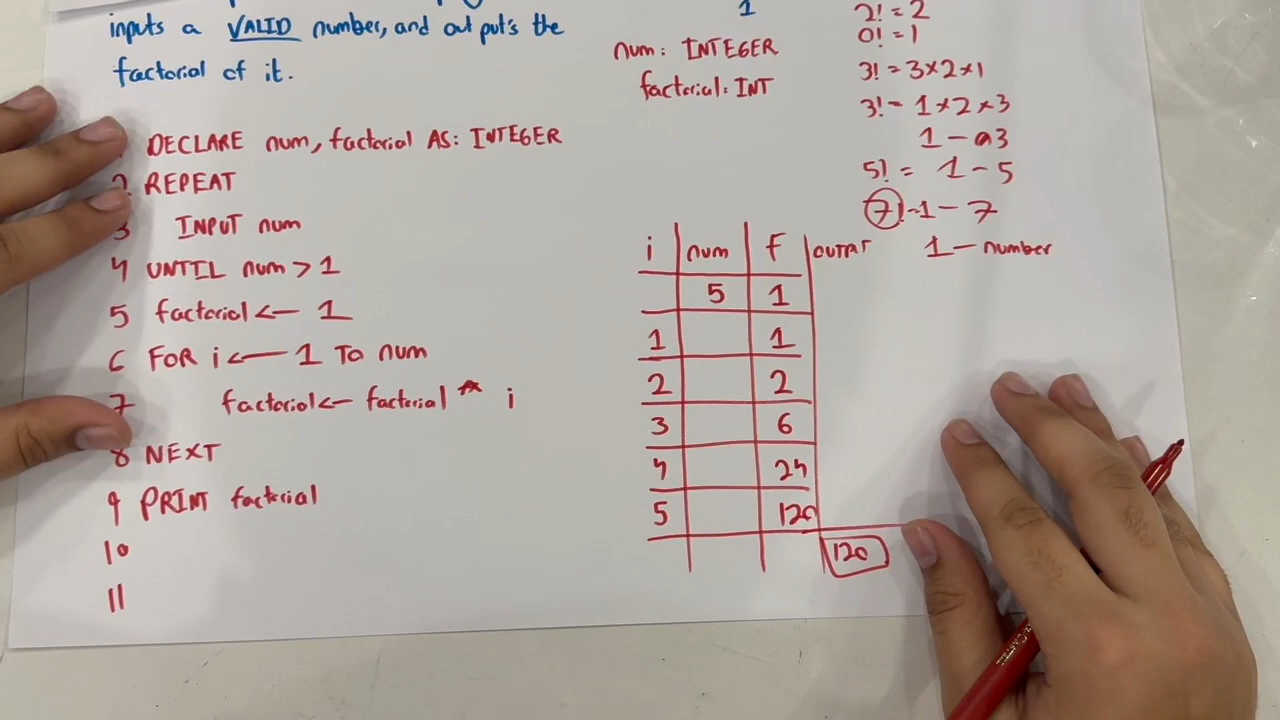 inputs a VALID number, and out put's the
factorial of it.
DECLARE num, factorial AS: INTEGER
2 REPEAT
3 INPUT num
4 UNTIL num > 1
5 factorial <— 1
6 FOR i <— 1 TO num
7 factorial <— factorial * i
8 NEXT
9 PRINT factorial
10
11
1
num: INTEGER
factorial: INT
2! = 2
0! = 1
3! = 3×2×1
3! = 1×2×3
1 - a3
5! = 1 - 5
7! - 1 - 7
1 — number
i num f OUTPUT
5 1
1 1
2 2
3 6
4 24
5 120
120